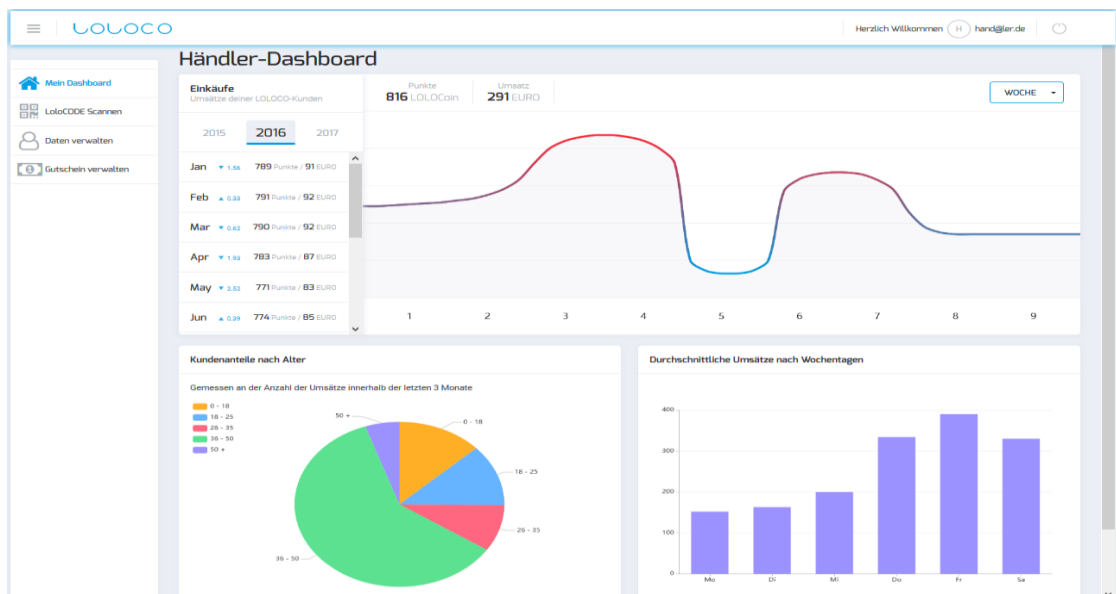 LOLOCO
Herzlich Willkommen H hand@ler.de
Mein Dashboard
LoloCODE Scannen
Daten verwalten
Gutschein verwalten
Händler-Dashboard
Einkäufe
Umsätze deiner LOLOCO-Kunden
2015 2016 2017
Jan ▼ 1.56 789 Punkte / 91 EURO
Feb ▲ 0.33 791 Punkte / 92 EURO
Mar ▼ 0.62 790 Punkte / 92 EURO
Apr ▼ 1.93 783 Punkte / 87 EURO
May ▼ 2.52 771 Punkte / 83 EURO
Jun ▲ 0.39 774 Punkte / 85 EURO
Punkte
816 LOLOCoin
Umsatz
291 EURO
WOCHE
1 2 3 4 5 6 7 8 9
Kundenanteile nach Alter
Gemessen an der Anzahl der Umsätze innerhalb der letzten 3 Monate
0 - 18
18 - 25
26 - 35
36 - 50
50 +
50 +
0 - 18
18 - 25
26 - 35
36 - 50
Durchschnittliche Umsätze nach Wochentagen
400
300
200
100
0
Mo Di Mi Do Fr Sa